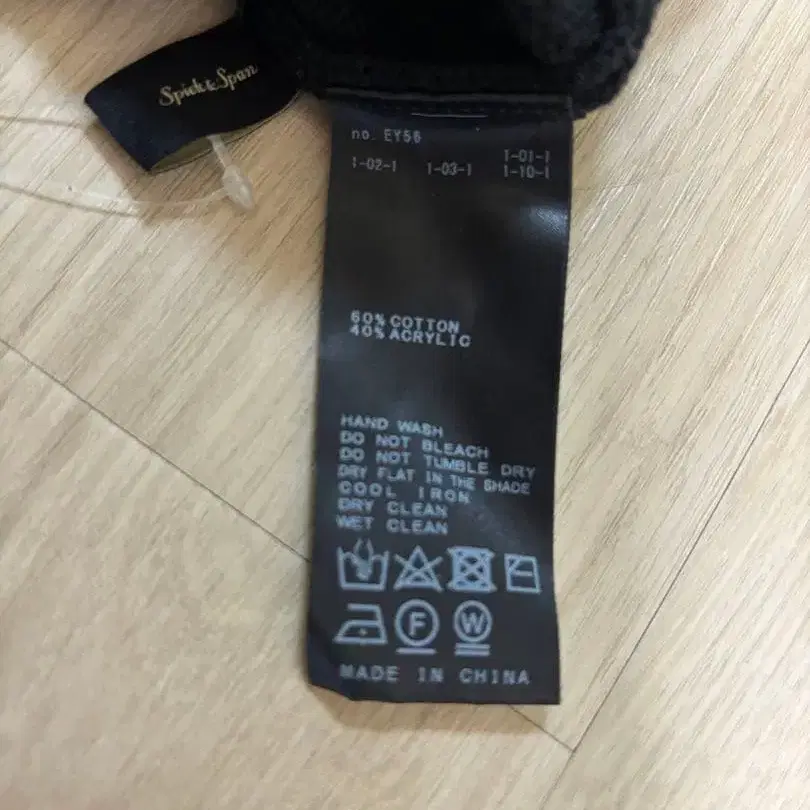 Spick & Span
no. EY56
1-01-1
1-02-1 1-03-1 1-10-1
60% COTTON
40% ACRYLIC
HAND WASH
DO NOT BLEACH
DO NOT TUMBLE DRY
DRY FLAT IN THE SHADE
COOL IRON
DRY CLEAN
WET CLEAN
F W
MADE IN CHINA